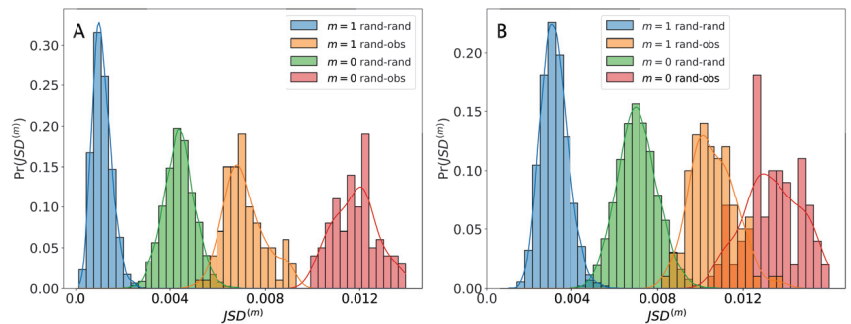 A
m = 1 rand-rand
m = 1 rand-obs
m = 0 rand-rand
m = 0 rand-obs
Pr(JSD^(m))
0.30
0.25
0.20
0.15
0.10
0.05
0.00
0.0
0.004
0.008
0.012
JSD^(m)
B
m = 1 rand-rand
m = 1 rand-obs
m = 0 rand-rand
m = 0 rand-obs
Pr(JSD^(m))
0.20
0.15
0.10
0.05
0.00
0.0
0.004
0.008
0.012
JSD^(m)